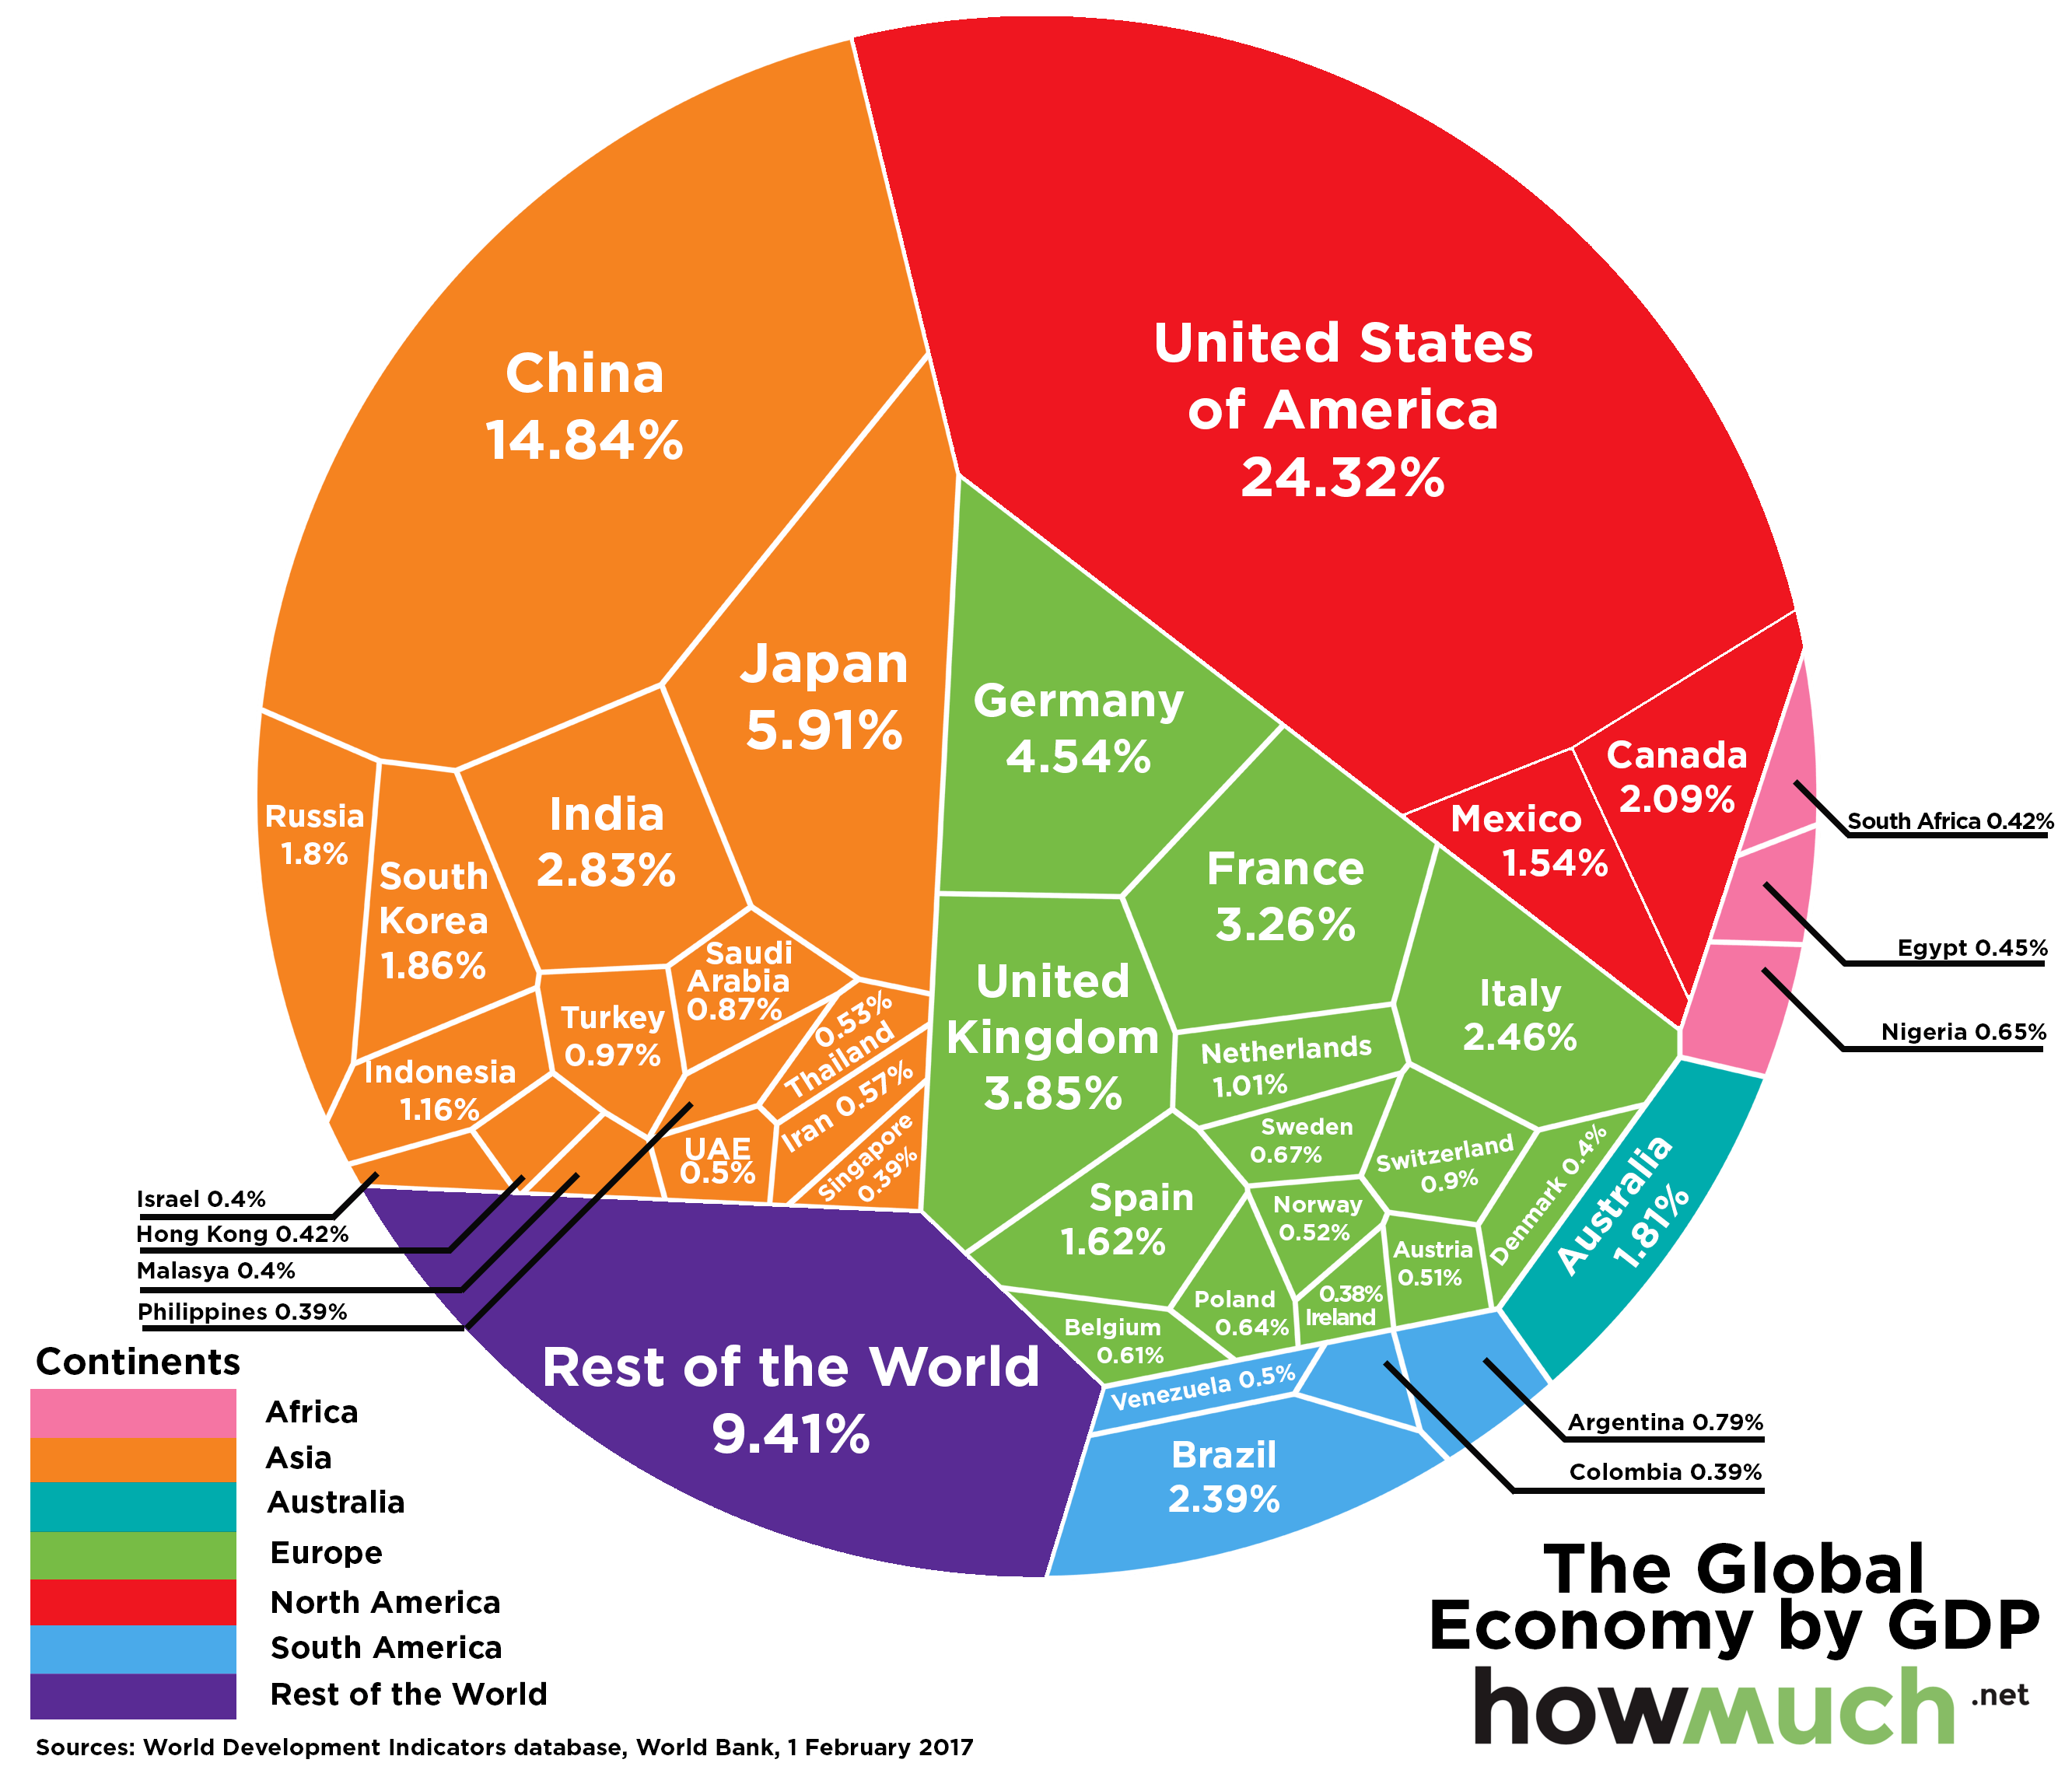 China
14.84%
United States
of America
24.32%
Japan
5.91%
Germany
4.54%
Canada
2.09%
Mexico
1.54%
South Africa 0.42%
Egypt 0.45%
Nigeria 0.65%
Russia
1.8%
South
Korea
1.86%
India
2.83%
France
3.26%
Saudi
Arabia
0.87%
Turkey
0.97%
0.53%
Thailand
Iran 0.57%
Singapore
0.39%
Indonesia
1.16%
UAE
0.5%
United
Kingdom
3.85%
Italy
2.46%
Netherlands
1.01%
Sweden
0.67%
Switzerland
0.9%
Denmark 0.4%
Australia
1.81%
Spain
1.62%
Norway
0.52%
Austria
0.51%
0.38%
Ireland
Poland
0.64%
Belgium
0.61%
Israel 0.4%
Hong Kong 0.42%
Malasya 0.4%
Philippines 0.39%
Rest of the World
9.41%
Venezuela 0.5%
Brazil
2.39%
Argentina 0.79%
Colombia 0.39%
Continents
Africa
Asia
Australia
Europe
North America
South America
Rest of the World
The Global
Economy by GDP
howmuch.net
Sources: World Development Indicators database, World Bank, 1 February 2017